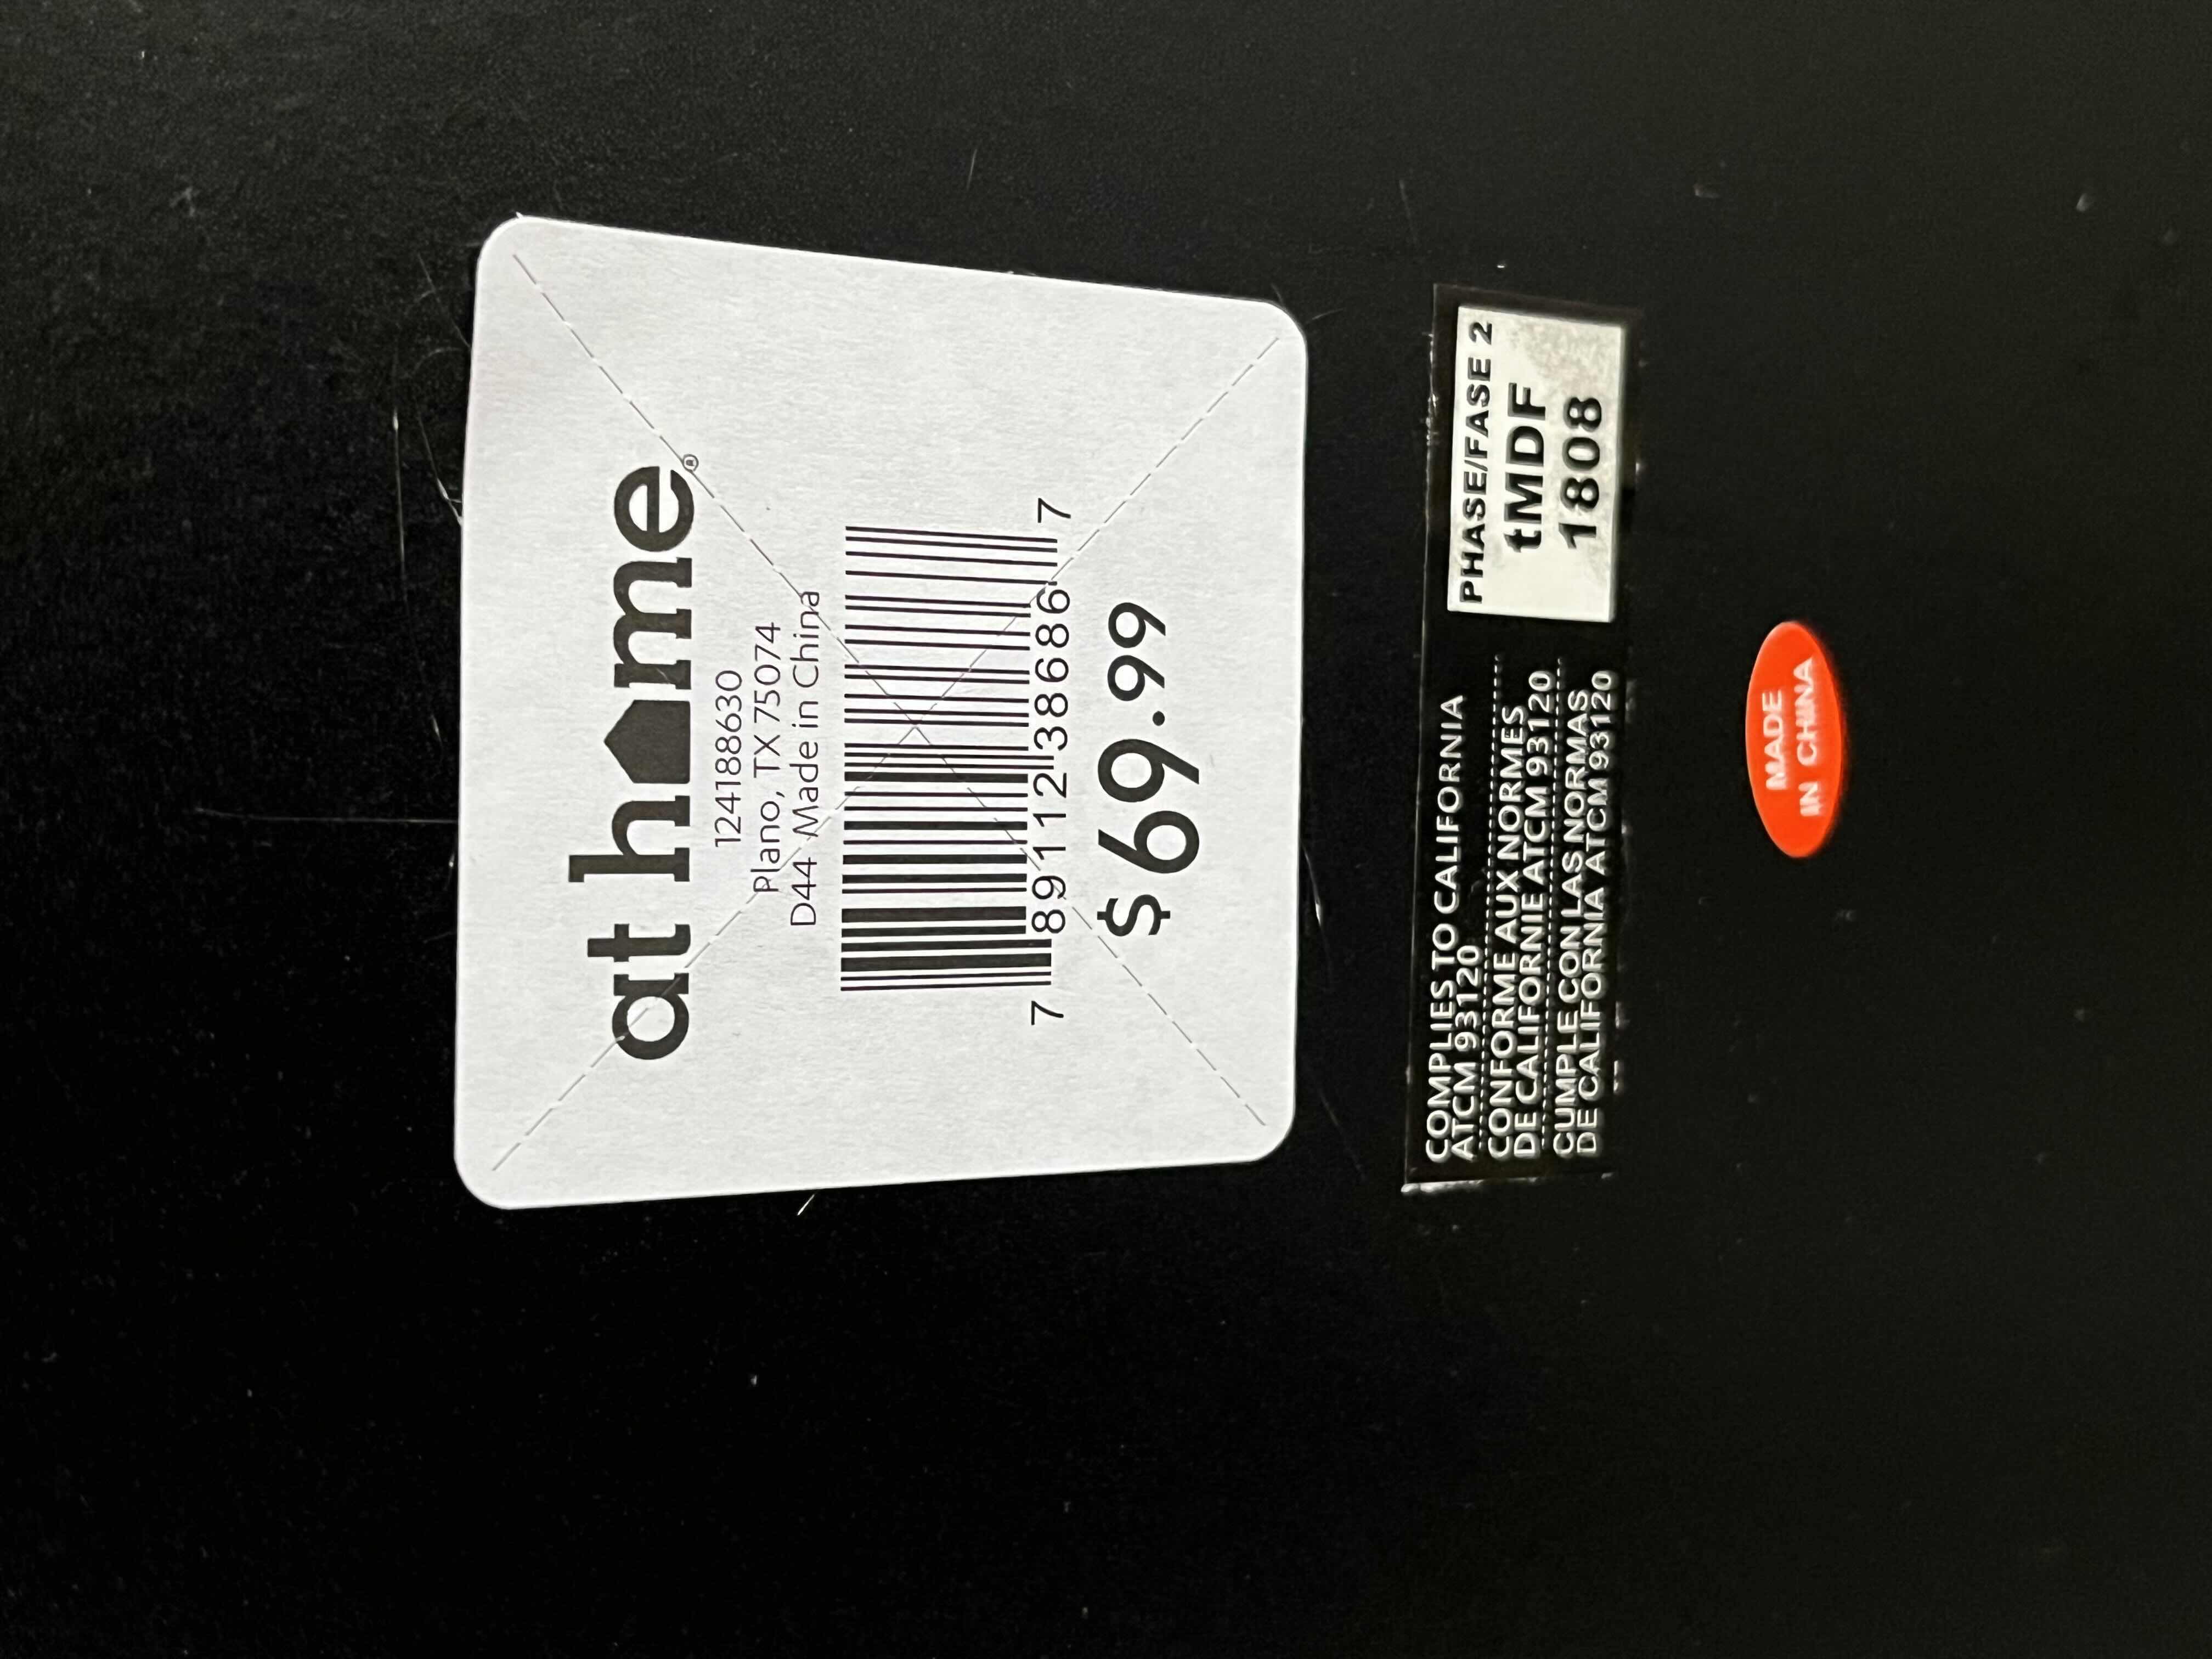 at home®
124188630
Plano, TX 75074
D44 Made in China
7 89112 38686 7
$69.99
COMPLIES TO CALIFORNIA
ATCM 93120
CONFORME AUX NORMES
DE CALIFORNIE ATCM 93120
CUMPLE CON LAS NORMAS
DE CALIFORNIA ATCM 93120
PHASE/FASE 2
tMDF
1808
MADE
IN CHINA